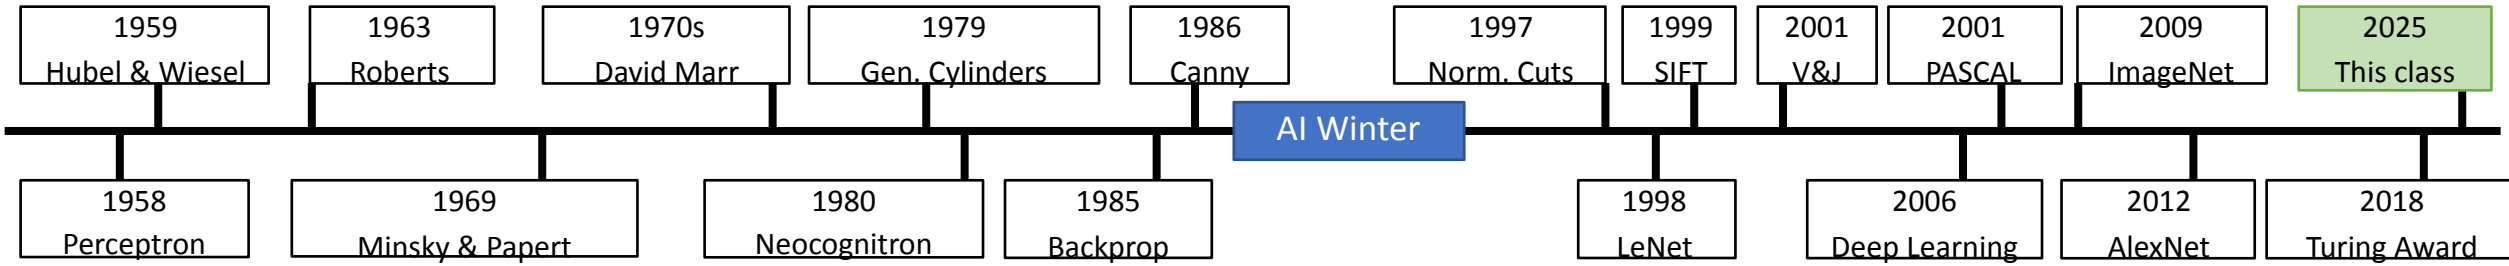 1959
Hubel & Wiesel
1963
Roberts
1970s
David Marr
1979
Gen. Cylinders
1986
Canny
1997
Norm. Cuts
1999
SIFT
2001
V&J
2001
PASCAL
2009
ImageNet
2025
This class
AI Winter
1958
Perceptron
1969
Minsky & Papert
1980
Neocognitron
1985
Backprop
1998
LeNet
2006
Deep Learning
2012
AlexNet
2018
Turing Award